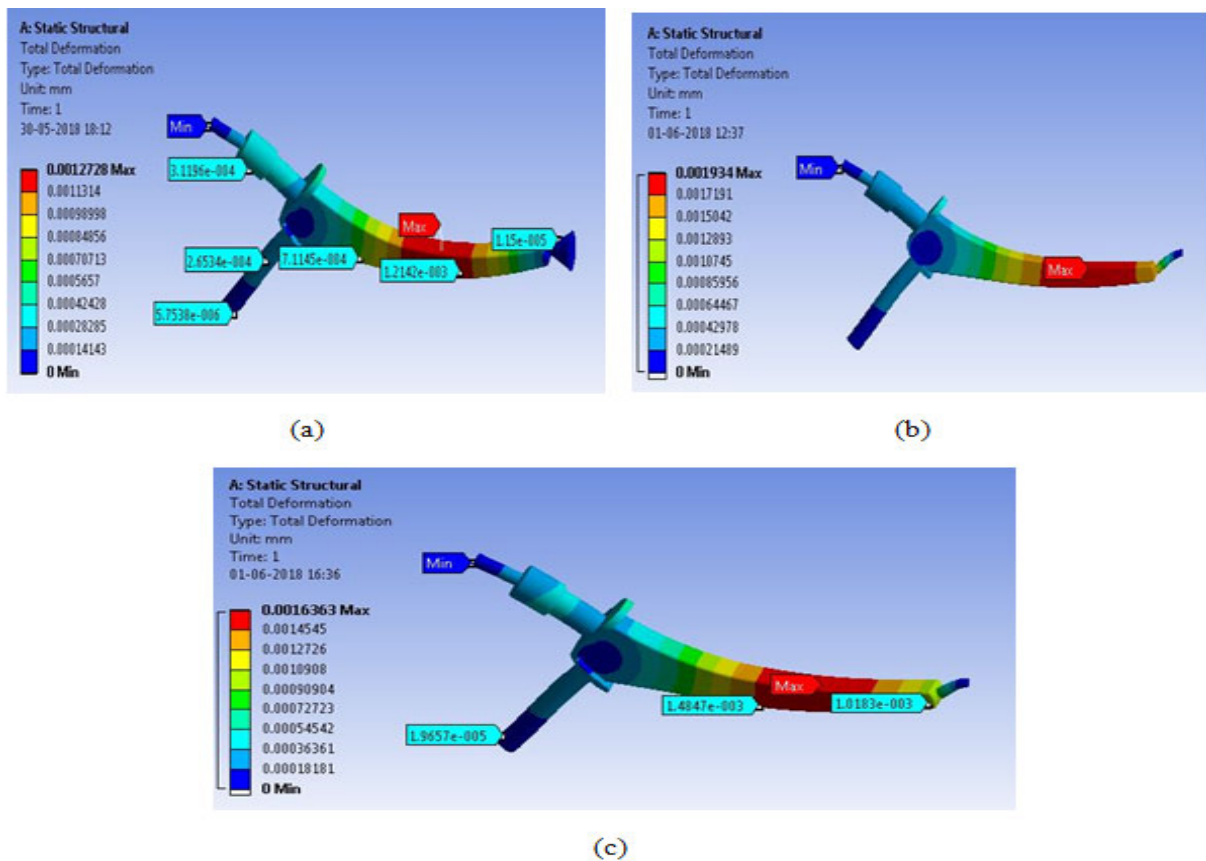 A: Static Structural
Total Deformation
Type: Total Deformation
Unit: mm
Time: 1
30-05-2018 18:12
0.0012728 Max
0.0011314
0.00098998
0.00084856
0.00070713
0.0005657
0.00042428
0.00028285
0.00014143
0 Min
Min
3.1196e-004
2.6534e-004
5.7538e-006
7.1145e-004
Max
1.2142e-003
1.15e-005
(a)
A: Static Structural
Total Deformation
Type: Total Deformation
Unit: mm
Time: 1
01-06-2018 12:37
0.001934 Max
0.0017191
0.0015042
0.0012893
0.0010745
0.00085956
0.00064467
0.00042978
0.00021489
0 Min
Min
Max
(b)
A: Static Structural
Total Deformation
Type: Total Deformation
Unit: mm
Time: 1
01-06-2018 16:36
0.0016363 Max
0.0014545
0.0012726
0.0010908
0.00090904
0.00072723
0.00054542
0.00036361
0.00018181
0 Min
Min
1.9657e-005
1.4847e-003
Max
1.0183e-003
(c)